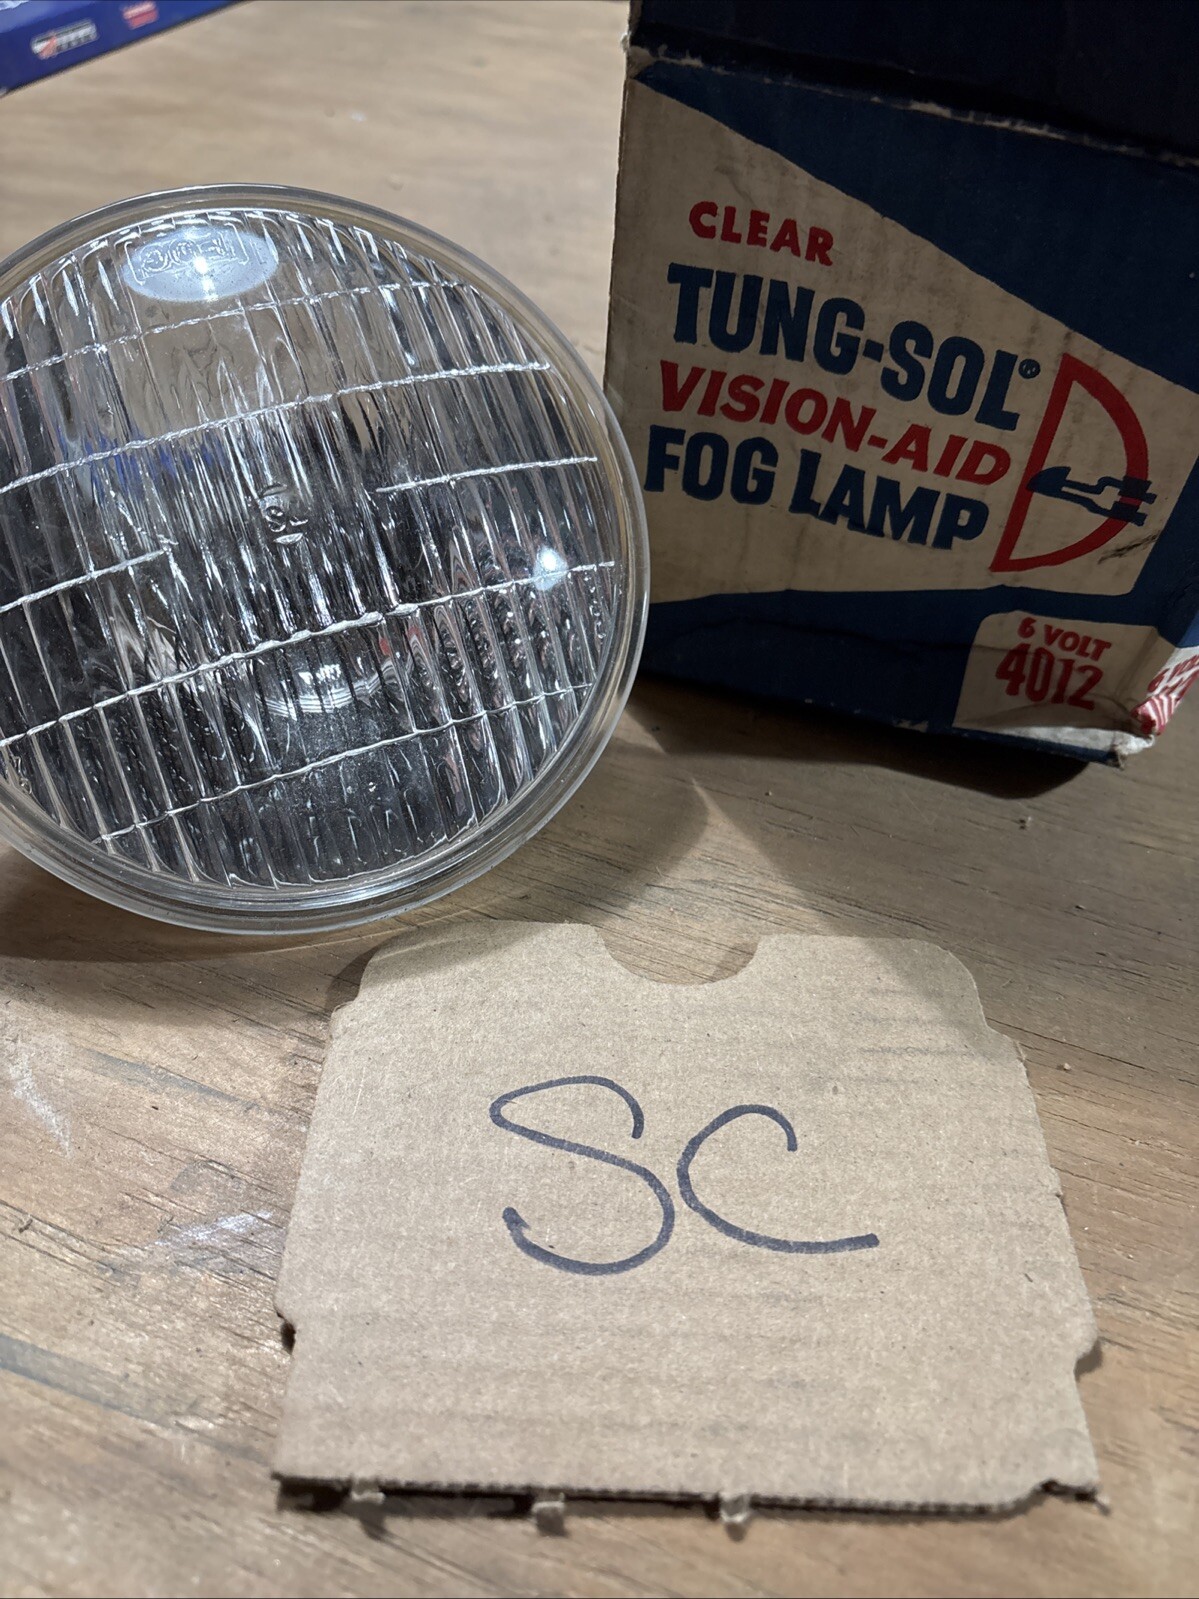 CLEAR
TUNG-SOL®
VISION-AID
FOG LAMP
6 VOLT
4012
SC